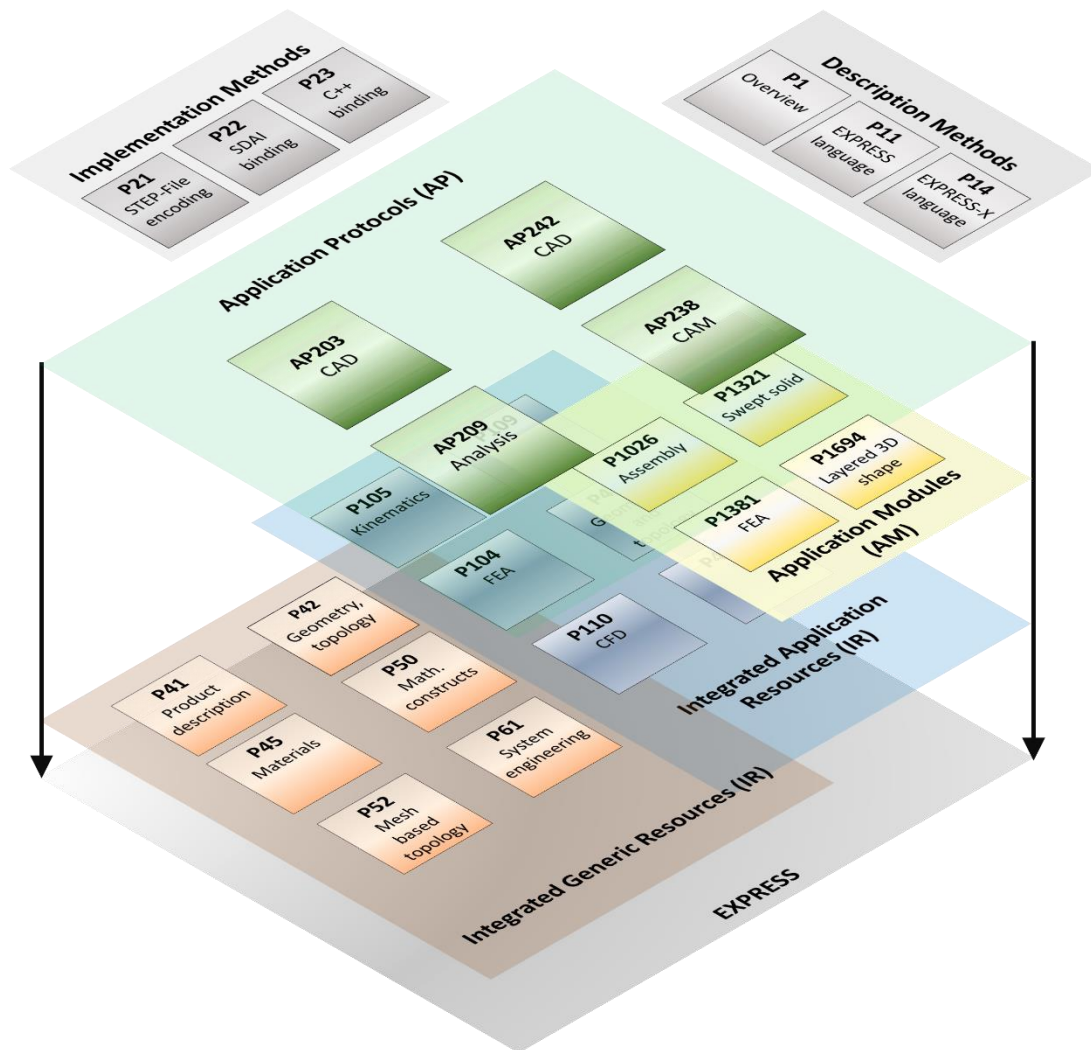 Implementation Methods
P23
C++
binding
P22
SDAI
binding
P21
STEP-File
encoding
Description Methods
P1
Overview
P11
EXPRESS
language
P14
EXPRESS-X
language
Application Protocols (AP)
AP242
CAD
AP238
CAM
AP203
CAD
AP209
Analysis
P109
P1321
Swept solid
P1026
Assembly
P1694
Layered 3D
shape
P1381
FEA
Application Modules
(AM)
P105
Kinematics
P104
FEA
and
P110
CFD
Integrated Application
Resources (IR)
P42
Geometry,
topology
P50
Math.
constructs
P41
Product
description
P45
Materials
P61
System
engineering
P52
Mesh
based
topology
Integrated Generic Resources (IR)
EXPRESS